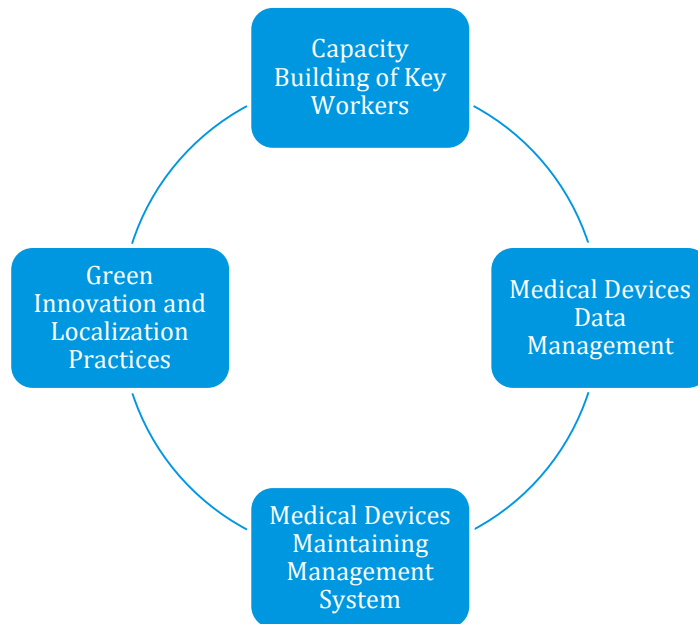 Capacity
Building of Key
Workers
Green
Innovation and
Localization
Practices
Medical Devices
Data
Management
Medical Devices
Maintaining
Management
System